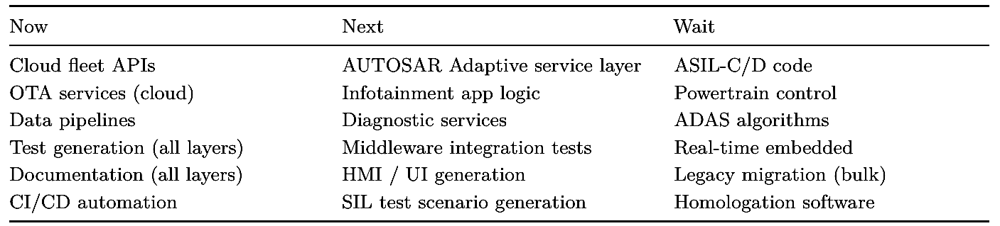 Now Next Wait
Cloud fleet APIs AUTOSAR Adaptive service layer ASIL-C/D code
OTA services (cloud) Infotainment app logic Powertrain control
Data pipelines Diagnostic services ADAS algorithms
Test generation (all layers) Middleware integration tests Real-time embedded
Documentation (all layers) HMI / UI generation Legacy migration (bulk)
CI/CD automation SIL test scenario generation Homologation software